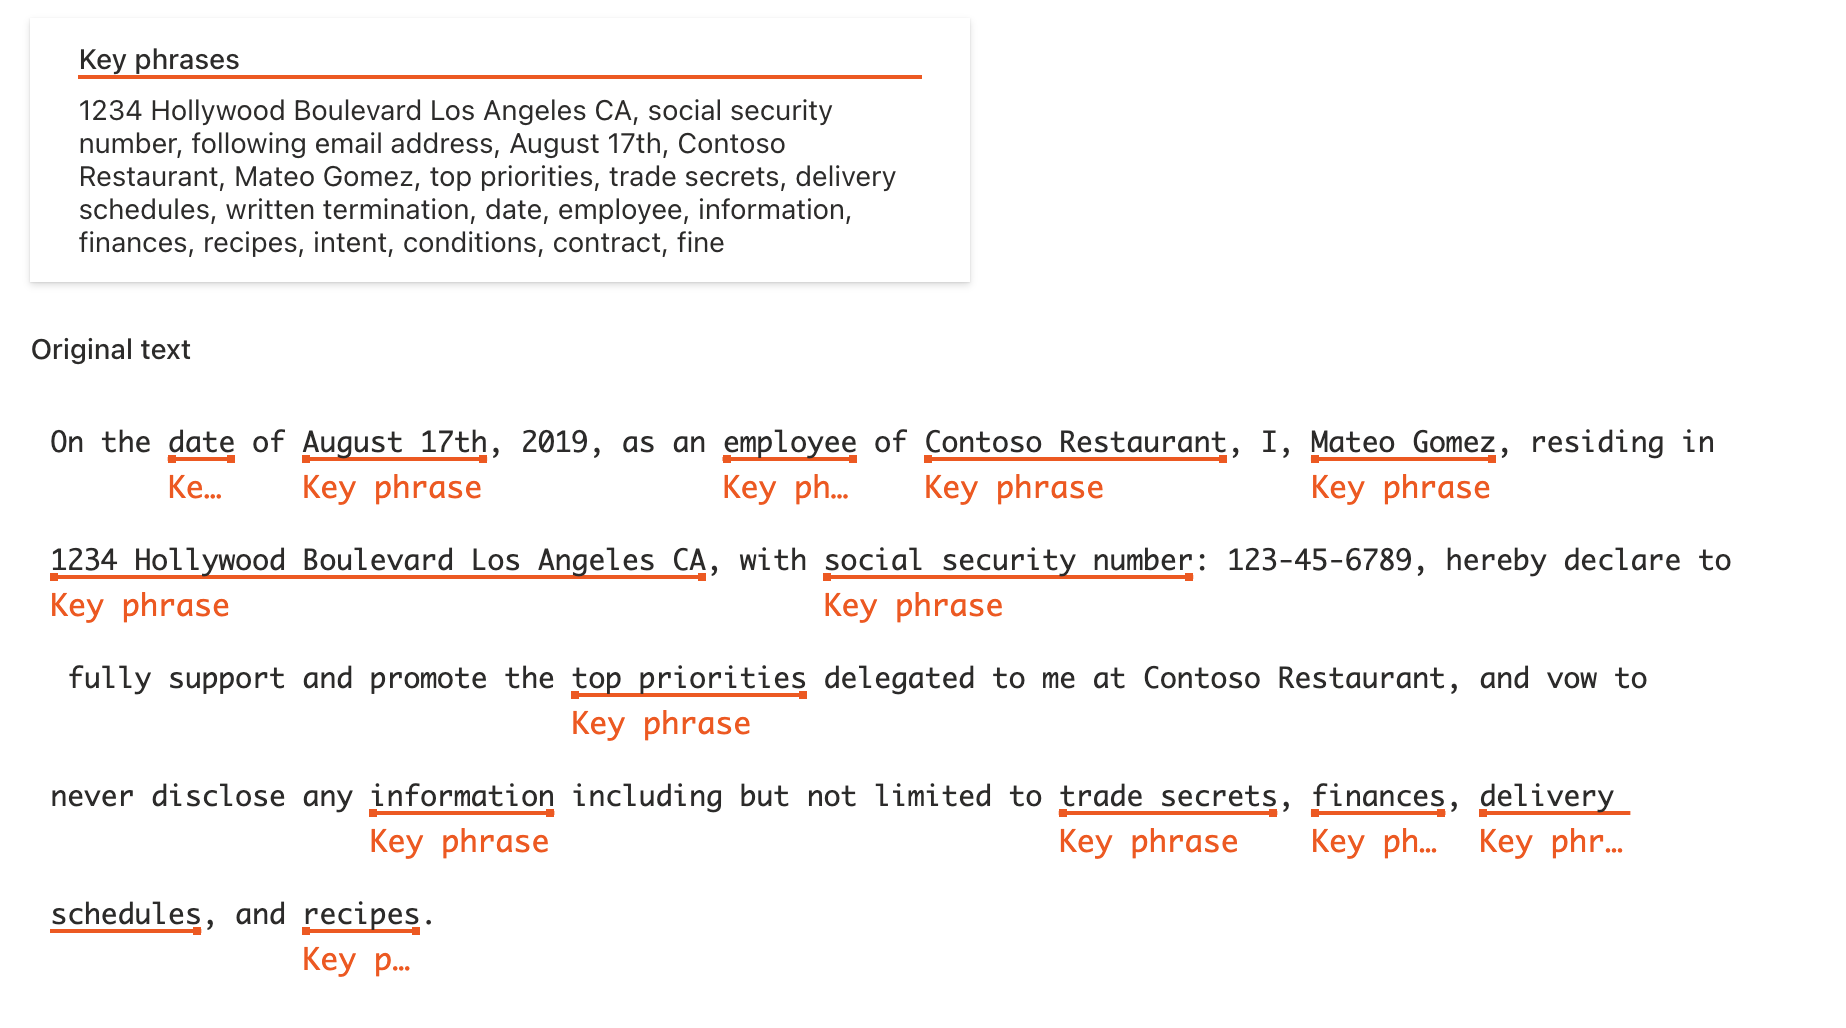 Key phrases
1234 Hollywood Boulevard Los Angeles CA, social security
number, following email address, August 17th, Contoso
Restaurant, Mateo Gomez, top priorities, trade secrets, delivery
schedules, written termination, date, employee, information,
finances, recipes, intent, conditions, contract, fine
Original text
On the date of August 17th, 2019, as an employee of Contoso Restaurant, I, Mateo Gomez, residing in
Ke… Key phrase Key ph… Key phrase Key phrase
1234 Hollywood Boulevard Los Angeles CA, with social security number: 123-45-6789, hereby declare to
Key phrase Key phrase
fully support and promote the top priorities delegated to me at Contoso Restaurant, and vow to
Key phrase
never disclose any information including but not limited to trade secrets, finances, delivery
Key phrase Key phrase Key ph… Key phr…
schedules, and recipes.
Key p…